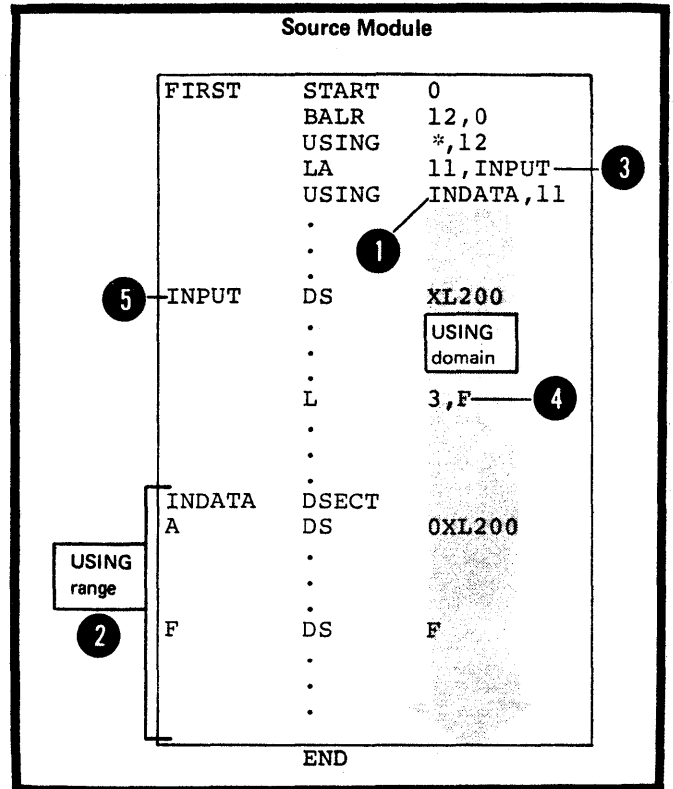 Source Module
FIRST START 0
BALR 12,0
USING *,12
LA 11,INPUT 3
USING INDATA,11
.
1
.
.
5 INPUT DS XL200
. USING
. domain
.
L 3,F 4
.
.
.
INDATA DSECT
A DS 0XL200
USING
range
.
.
.
2 F DS F
.
.
.
END